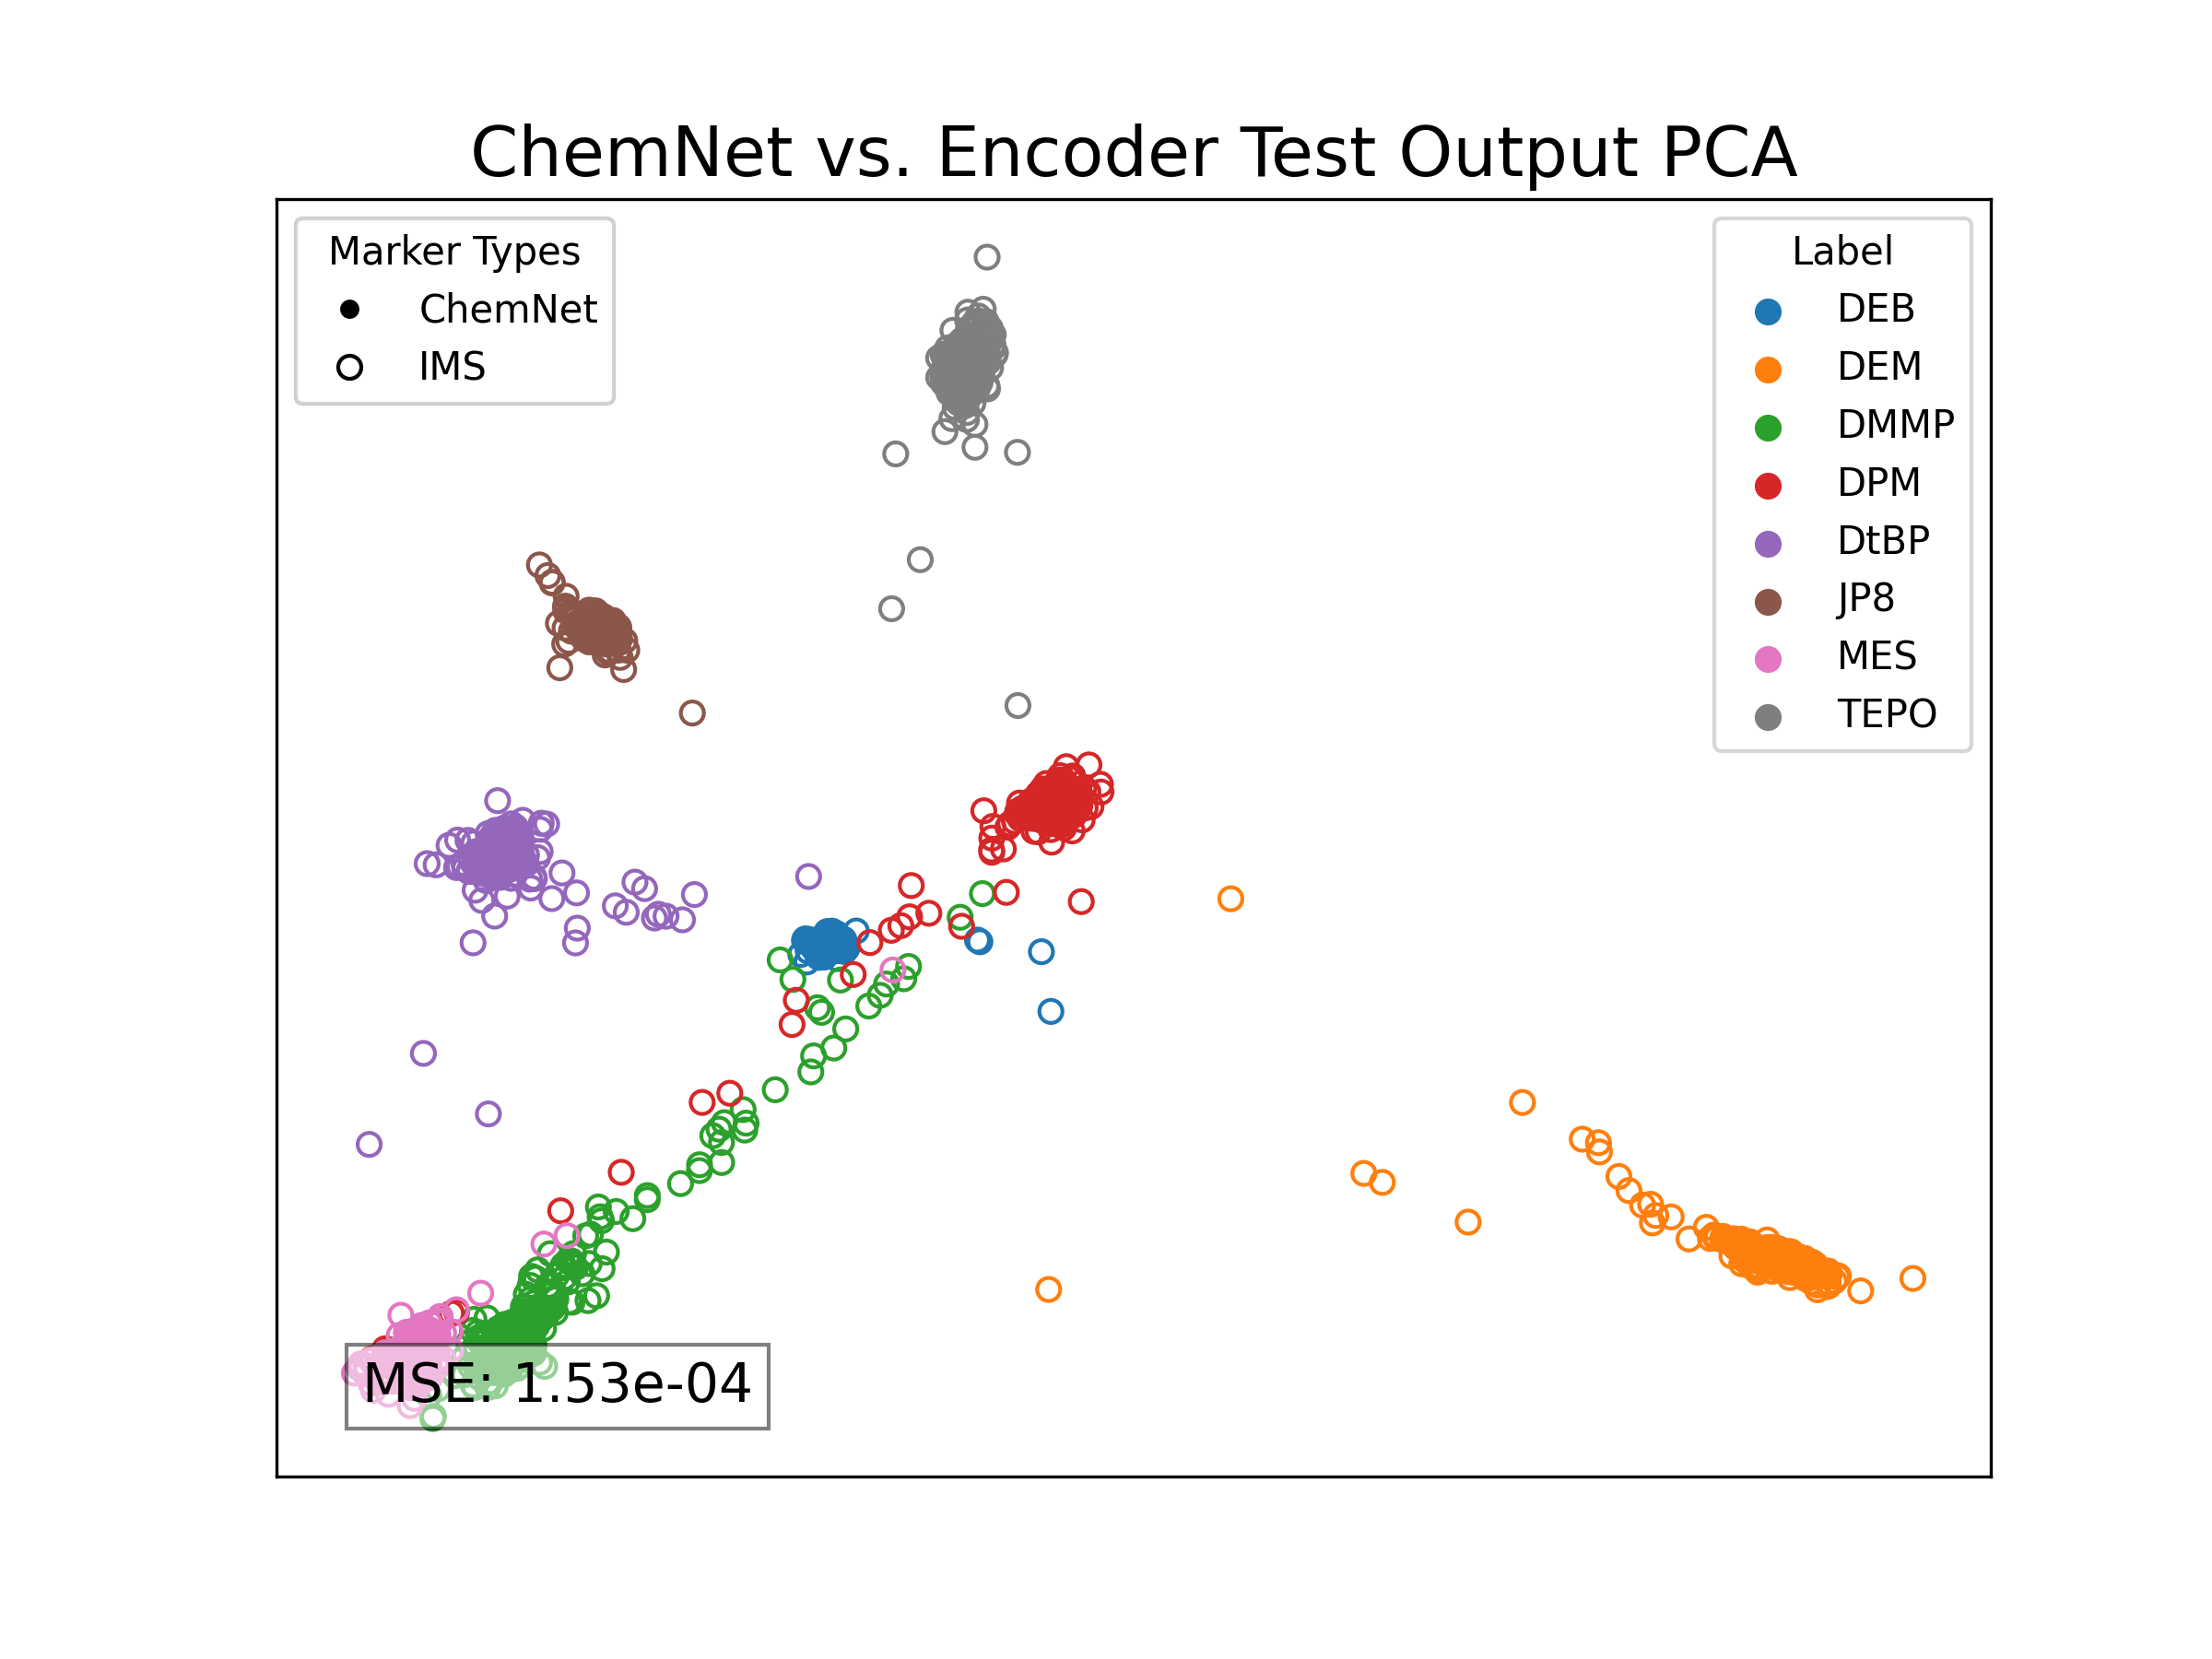 ChemNet vs. Encoder Test Output PCA
Marker Types
ChemNet
IMS
Label
DEB
DEM
DMMP
DPM
DtBP
JP8
MES
TEPO
MSE: 1.53e-04